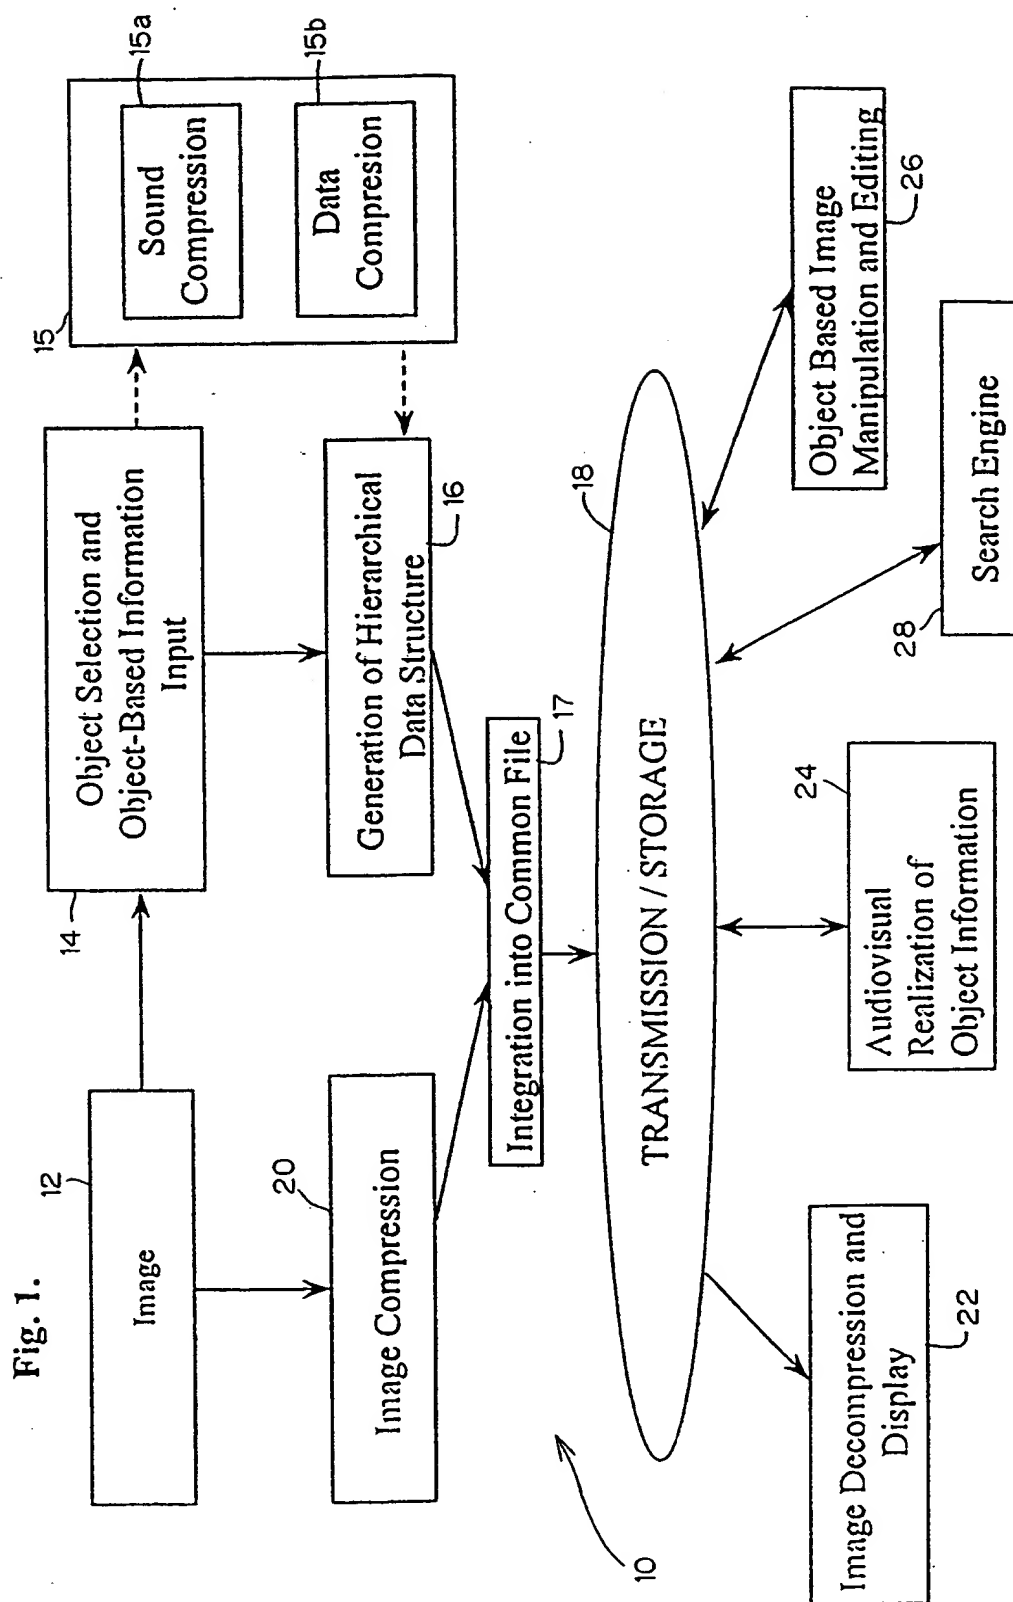 Fig. 1.
12
Image
14
Object Selection and
Object-Based Information
Input
15
15a
Sound
Compression
15b
Data
Compresion
20
Image Compression
Generation of Hierarchical
Data Structure
16
Integration into Common File
17
18
TRANSMISSION / STORAGE
10
Image Decompression and
Display
22
24
Audiovisual
Realization of
Object Information
28
Search Engine
Object Based Image
Manipulation and Editing
26